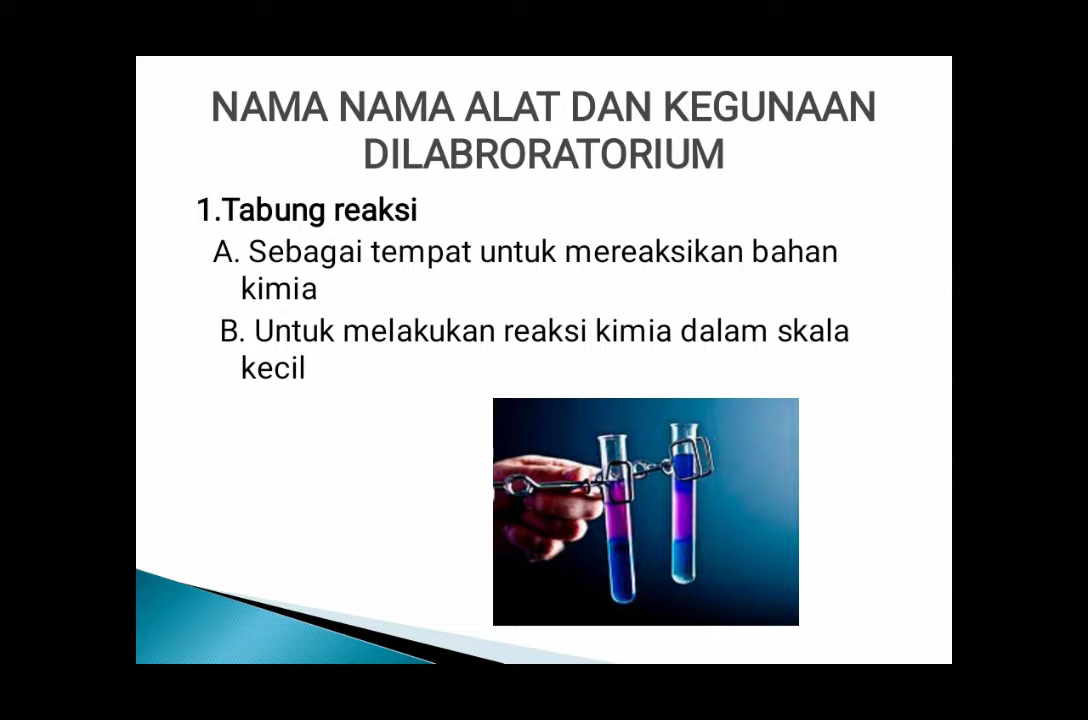 NAMA NAMA ALAT DAN KEGUNAAN
DILABRORATORIUM
1.Tabung reaksi
A. Sebagai tempat untuk mereaksikan bahan
kimia
B. Untuk melakukan reaksi kimia dalam skala
kecil